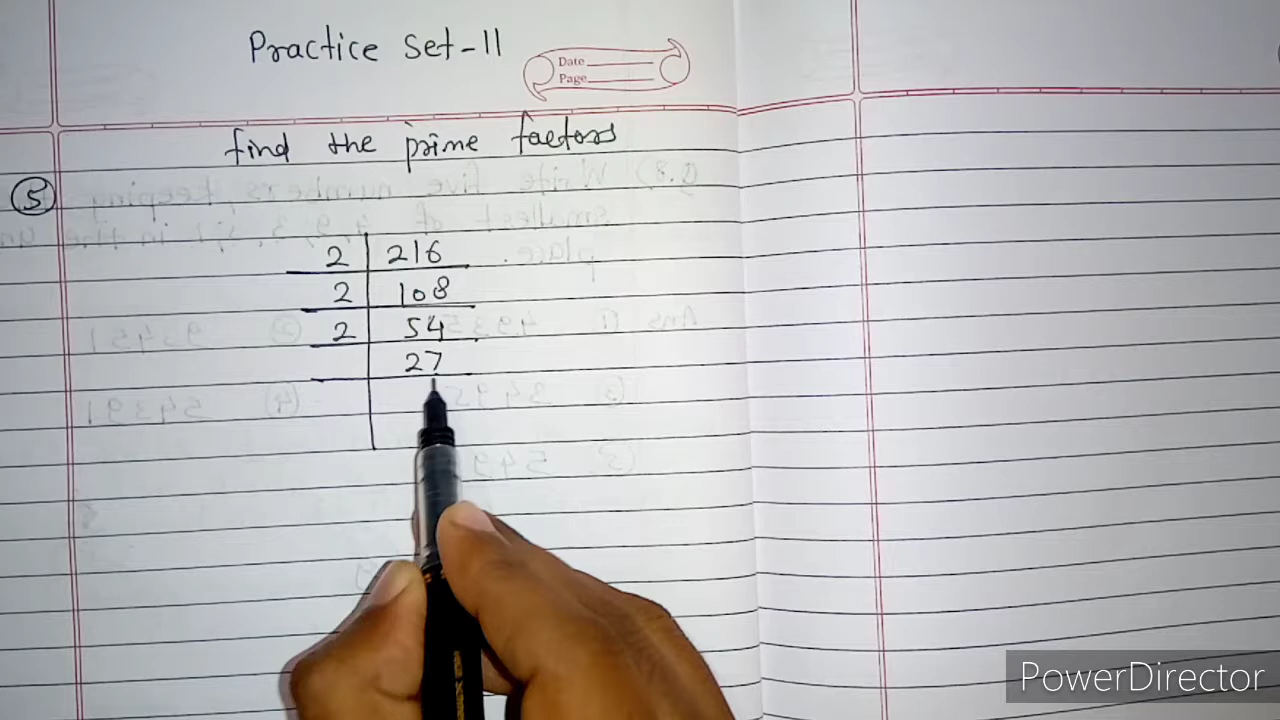 Practice Set-11
Date
Page
find the prime factors
5
2 216
2 108
2 54
27
PowerDirector